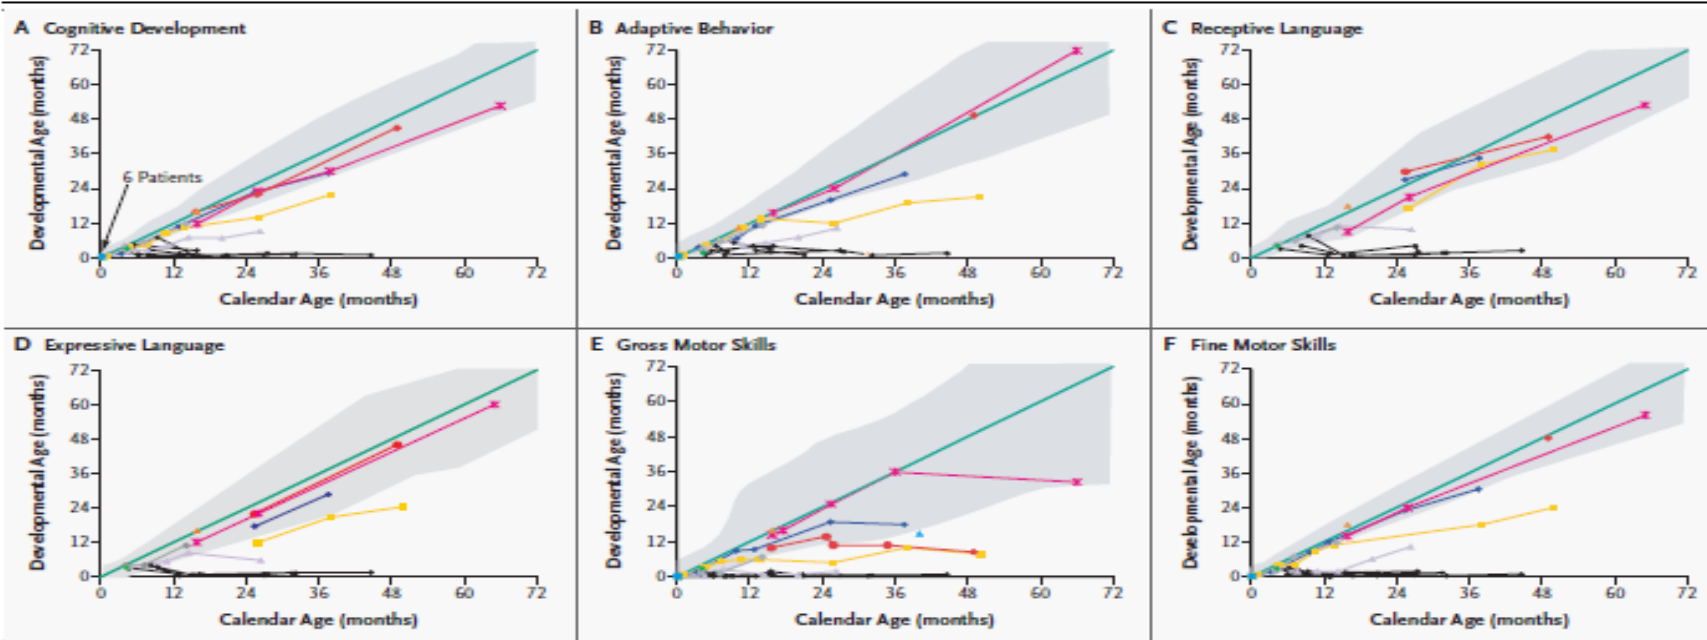 A Cognitive Development
Developmental Age (months)
72
60
48
36
24
12
0
6 Patients
0 12 24 36 48 60 72
Calendar Age (months)
B Adaptive Behavior
Developmental Age (months)
72
60
48
36
24
12
0
0 12 24 36 48 60 72
Calendar Age (months)
C Receptive Language
Developmental Age (months)
72
60
48
36
24
12
0
0 12 24 36 48 60 72
Calendar Age (months)
D Expressive Language
Developmental Age (months)
72
60
48
36
24
12
0
0 12 24 36 48 60 72
Calendar Age (months)
E Gross Motor Skills
Developmental Age (months)
72
60
48
36
24
12
0
0 12 24 36 48 60 72
Calendar Age (months)
F Fine Motor Skills
Developmental Age (months)
72
60
48
36
24
12
0
0 12 24 36 48 60 72
Calendar Age (months)